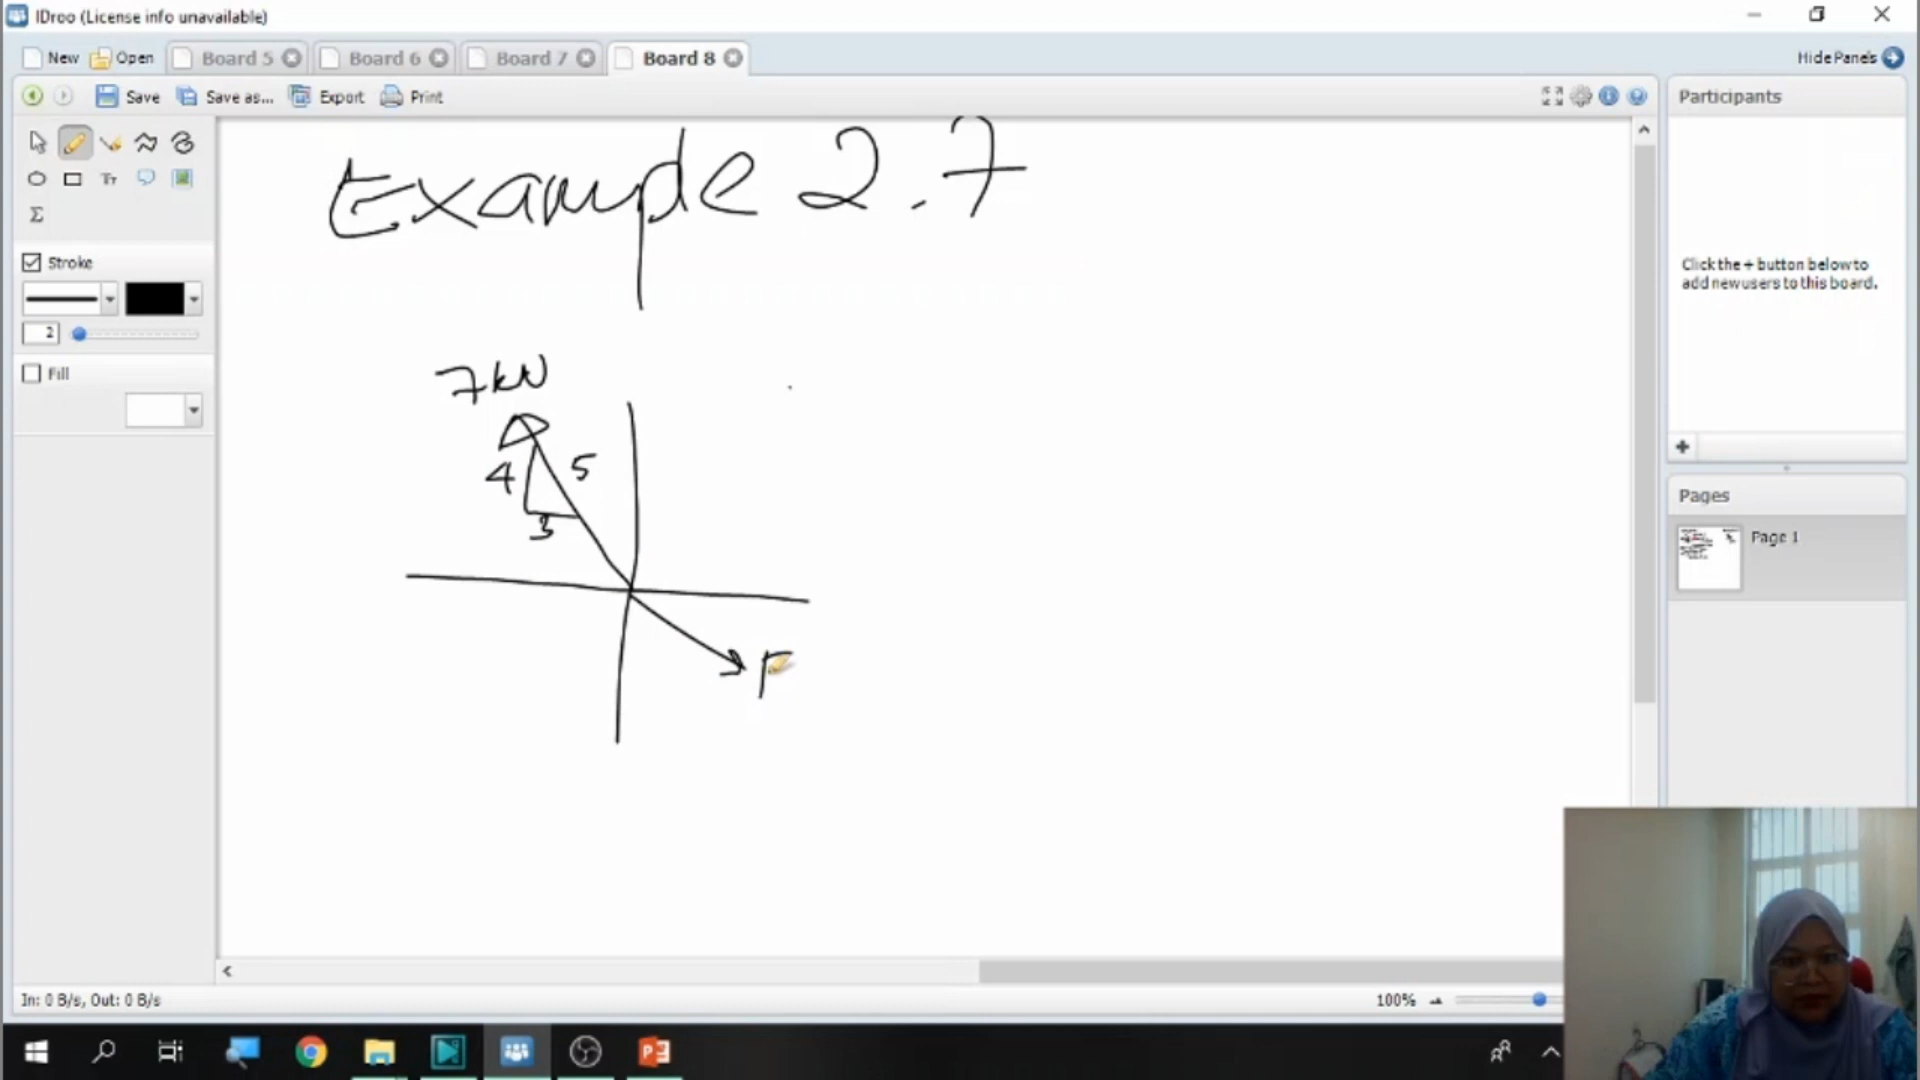 IDroo (License info unavailable)
New Open Board 5 Board 6 Board 7 Board 8 Hide Panels
Save Save as... Export Print
Participants
Click the + button below to
add new users to this board.
Tт
Σ
Stroke
2
Fill
Example 2.7
7kN
4 5
3
F
Pages
Page 1
In: 0 B/s, Out: 0 B/s
100%